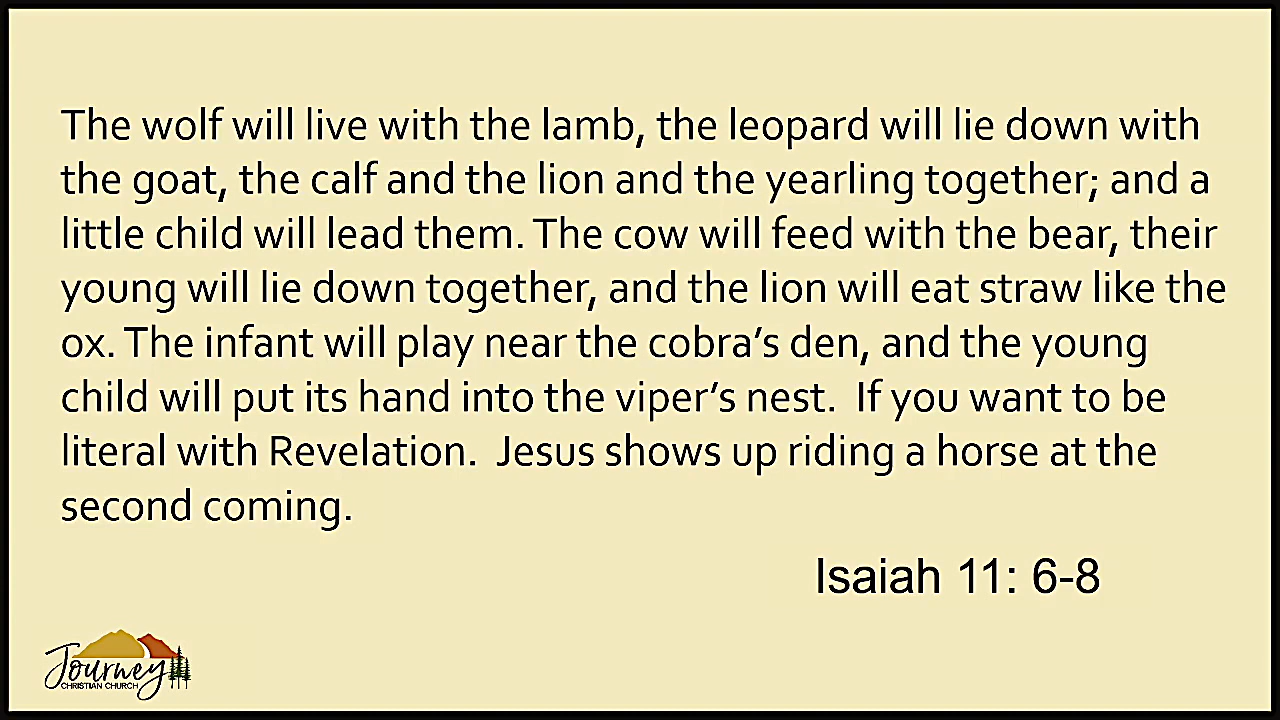 The wolf will live with the lamb, the leopard will lie down with
the goat, the calf and the lion and the yearling together; and a
little child will lead them. The cow will feed with the bear, their
young will lie down together, and the lion will eat straw like the
ox. The infant will play near the cobra’s den, and the young
child will put its hand into the viper’s nest.  If you want to be
literal with Revelation.  Jesus shows up riding a horse at the
second coming.
Isaiah 11: 6-8
Journey
CHRISTIAN CHURCH